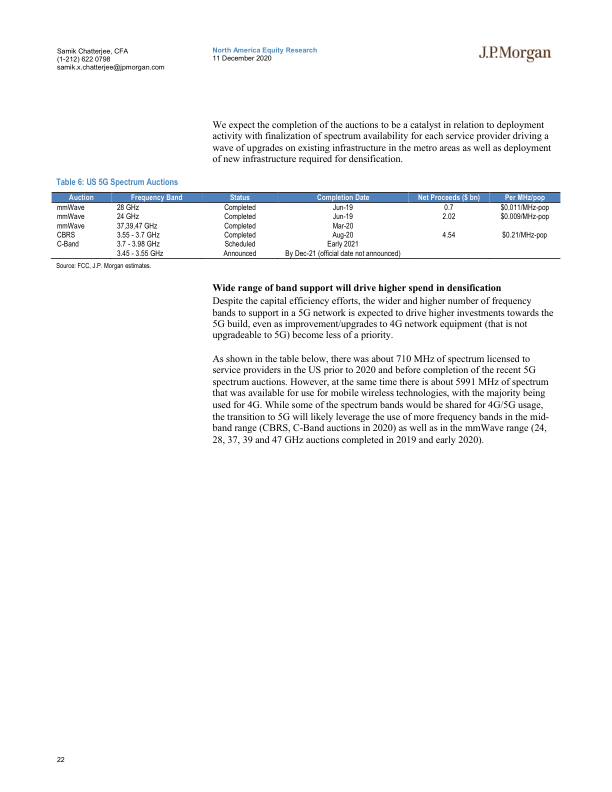 Samik Chatterjee, CFA
(1-212) 622 0798
samik.x.chatterjee@jpmorgan.com
North America Equity Research
11 December 2020
J.P.Morgan
We expect the completion of the auctions to be a catalyst in relation to deployment
activity with finalization of spectrum availability for each service provider driving a
wave of upgrades on existing infrastructure in the metro areas as well as deployment
of new infrastructure required for densification.
Table 6: US 5G Spectrum Auctions
Auction Frequency Band Status Completion Date Net Proceeds ($ bn) Per MHz/pop
mmWave 28 GHz Completed Jun-19 0.7 $0.011/MHz-pop
mmWave 24 GHz Completed Jun-19 2.02 $0.009/MHz-pop
mmWave 37,39,47 GHz Completed Mar-20
CBRS 3.55 - 3.7 GHz Completed Aug-20 4.54 $0.21/MHz-pop
C-Band 3.7 - 3.98 GHz Scheduled Early 2021
3.45 - 3.55 GHz Announced By Dec-21 (official date not announced)
Source: FCC, J.P. Morgan estimates.
Wide range of band support will drive higher spend in densification
Despite the capital efficiency efforts, the wider and higher number of frequency
bands to support in a 5G network is expected to drive higher investments towards the
5G build, even as improvement/upgrades to 4G network equipment (that is not
upgradeable to 5G) become less of a priority.
As shown in the table below, there was about 710 MHz of spectrum licensed to
service providers in the US prior to 2020 and before completion of the recent 5G
spectrum auctions. However, at the same time there is about 5991 MHz of spectrum
that was available for use for mobile wireless technologies, with the majority being
used for 4G. While some of the spectrum bands would be shared for 4G/5G usage,
the transition to 5G will likely leverage the use of more frequency bands in the mid-
band range (CBRS, C-Band auctions in 2020) as well as in the mmWave range (24,
28, 37, 39 and 47 GHz auctions completed in 2019 and early 2020).
22